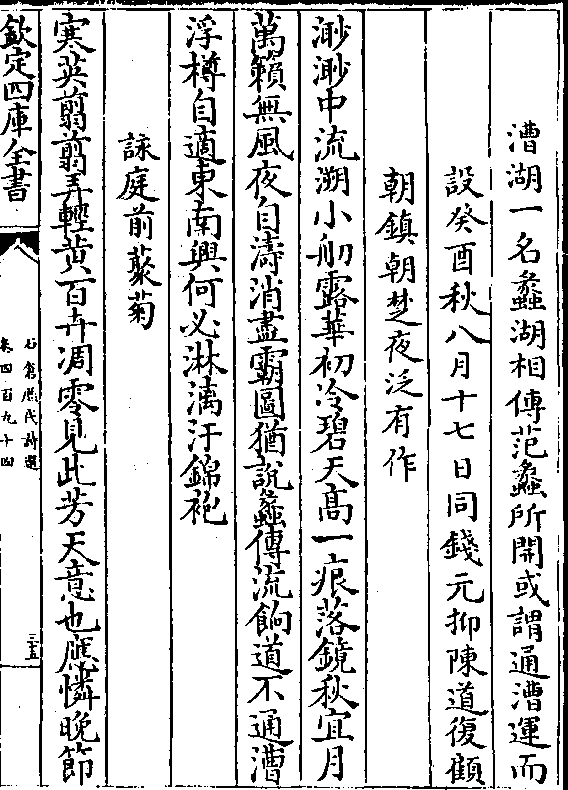 漕湖一名蠡湖相傳范蠡所開或謂通漕運而
設癸酉秋八月十七日同錢元抑陳道復顧
朝鎮朝楚夜泛有作
渺渺中流溯小舠露華初冷碧天高一痕落鏡秋宜月
萬籟無風夜自濤消盡霸圖猶說蠡傳流餉道不通漕
浮樽自適東南興何必淋漓汙錦袍
詠庭前叢菊
寒英翦翦弄輕黄百卉凋零見此芳天意也應憐晚節
欽定四庫全書
石倉歷代詩選
卷四百九十四
三五